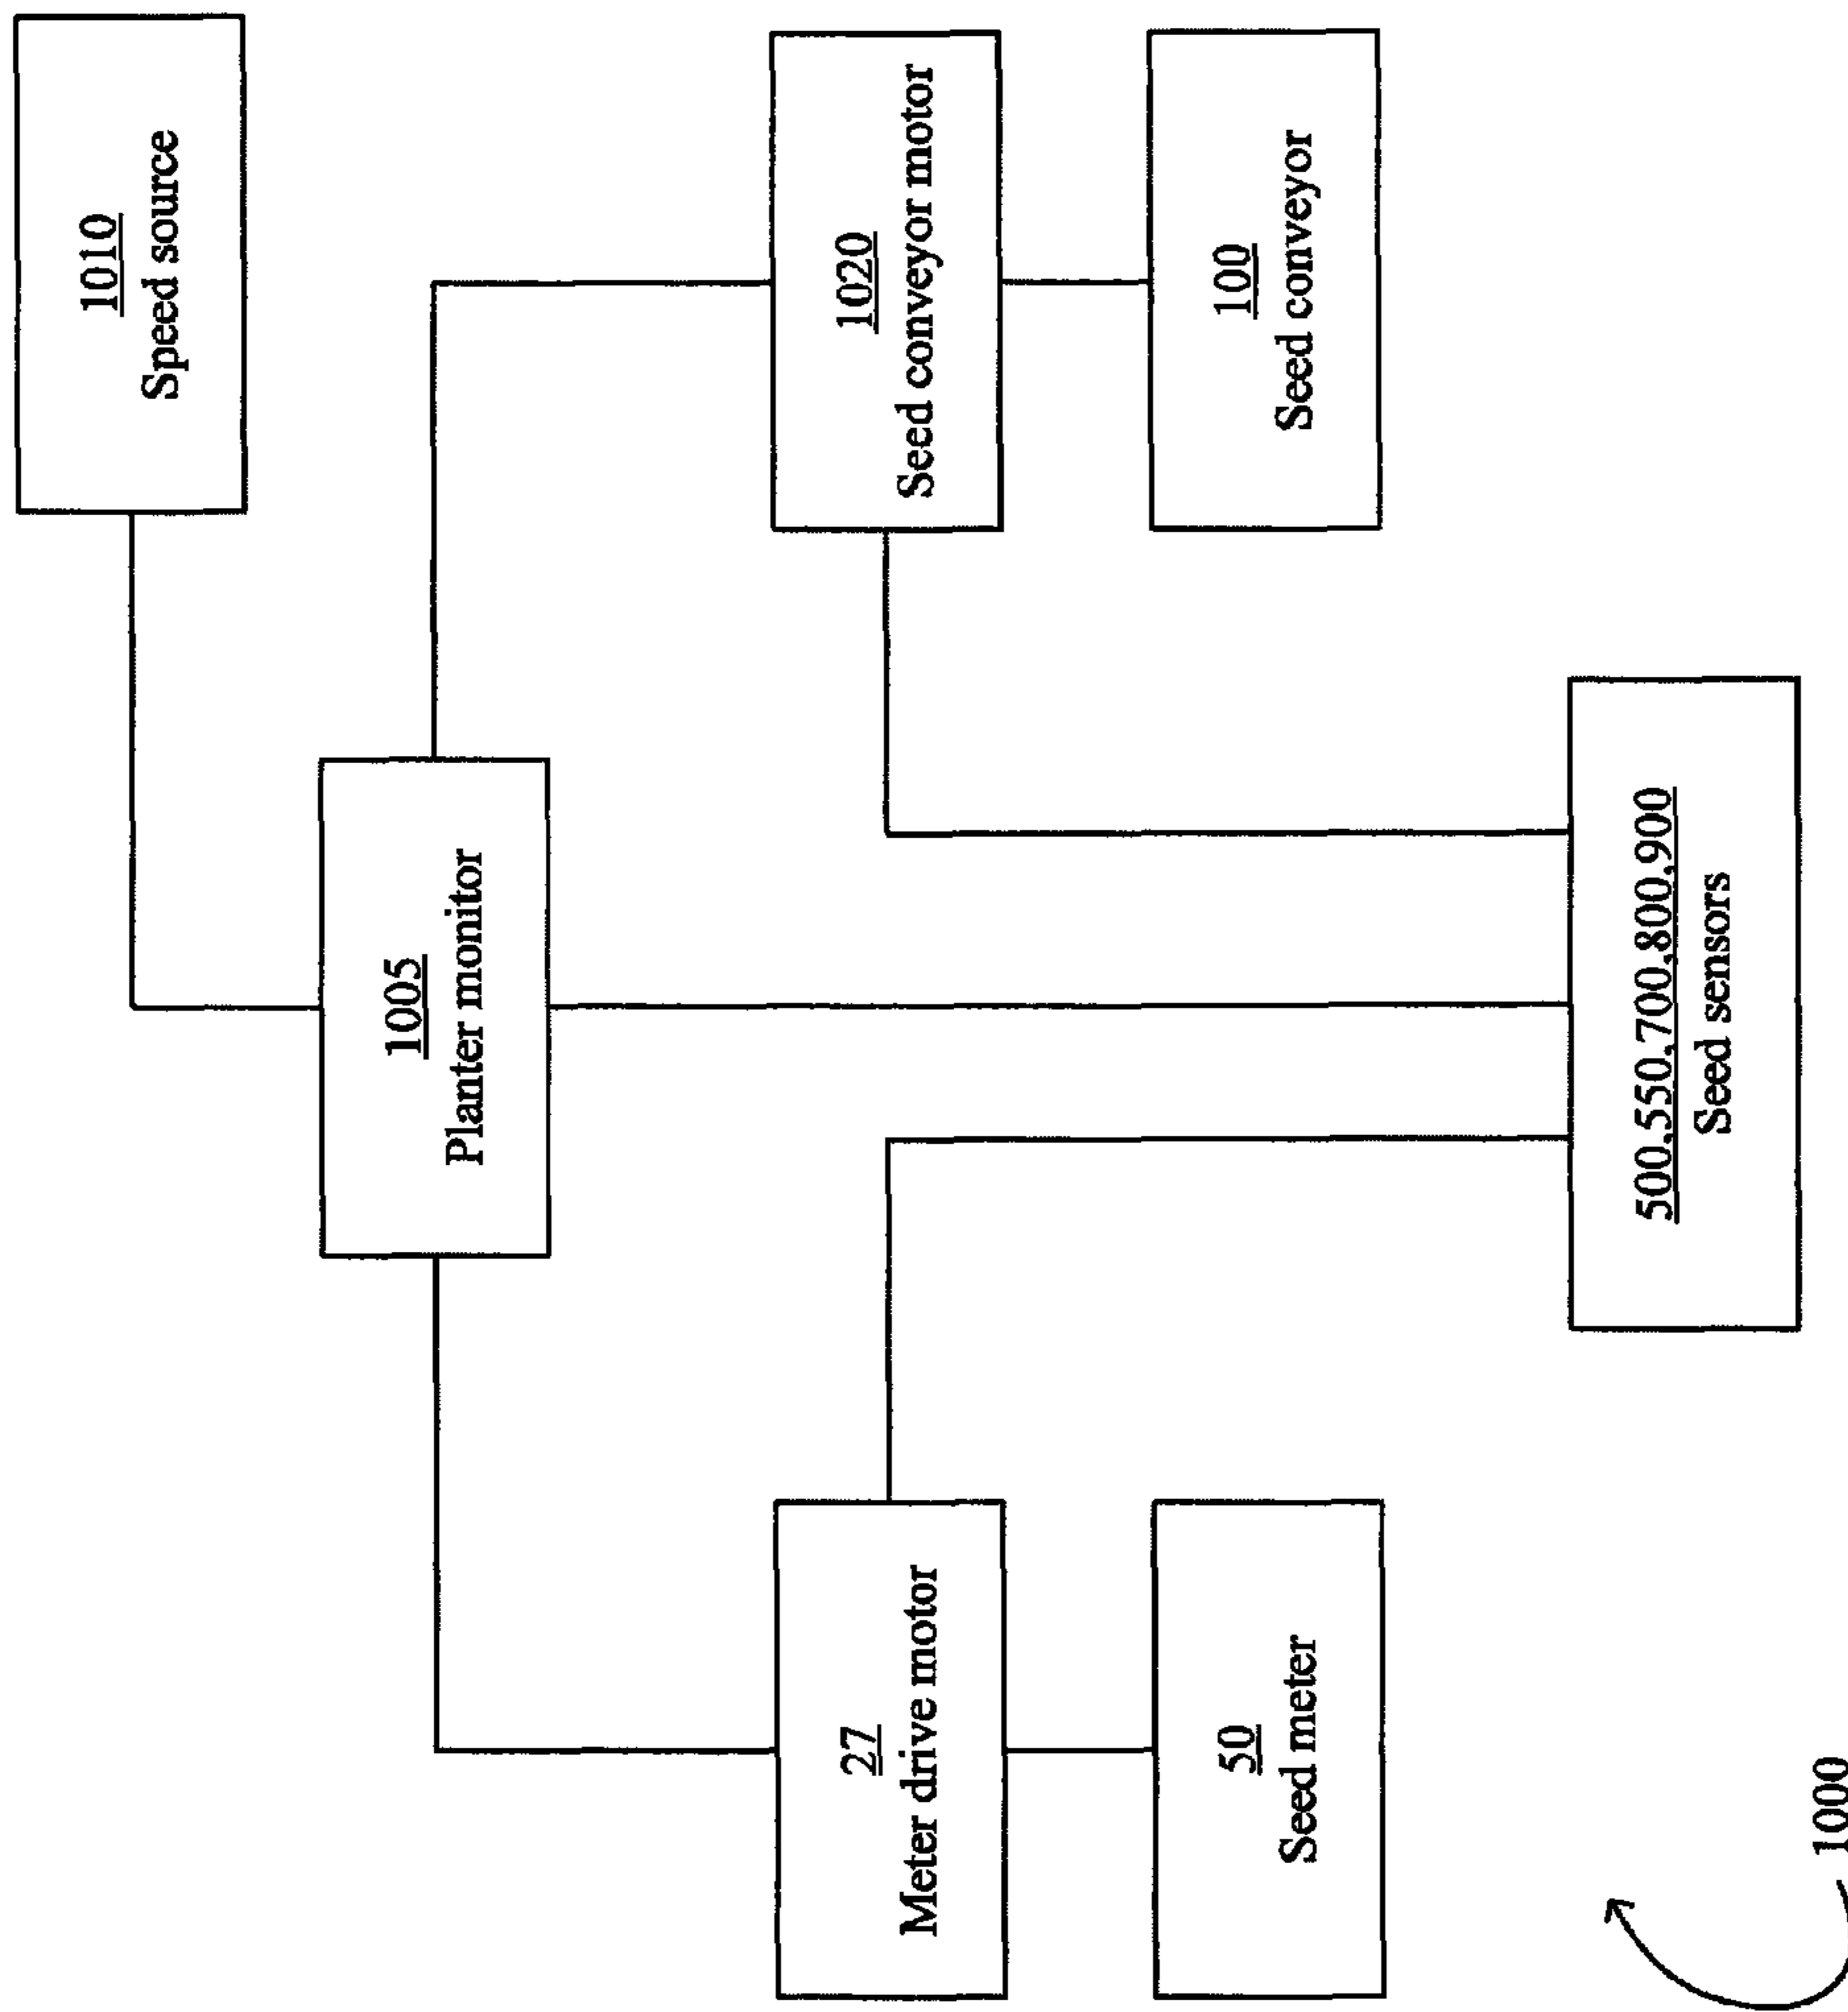 1010
Speed source
1005
Planter monitor
27
Meter drive motor
1020
Seed conveyor motor
50
Seed meter
100
Seed conveyor
500,550,700,800,900
Seed sensors
1000